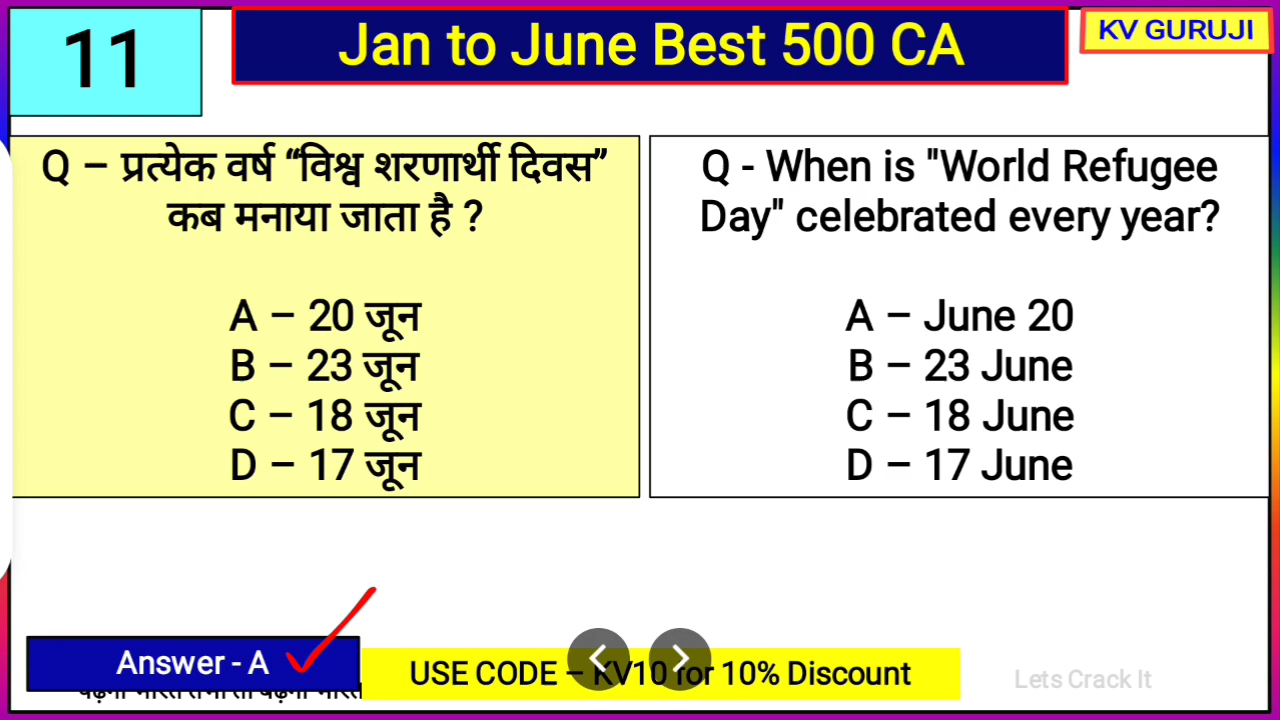 11
Jan to June Best 500 CA
KV GURUJI
Q – प्रत्येक वर्ष “विश्व शरणार्थी दिवस”
कब मनाया जाता है ?
A – 20 जून
B – 23 जून
C – 18 जून
D – 17 जून
Q - When is "World Refugee
Day" celebrated every year?
A – June 20
B – 23 June
C – 18 June
D – 17 June
Answer - A
USE CODE – KV10 for 10% Discount
Lets Crack It